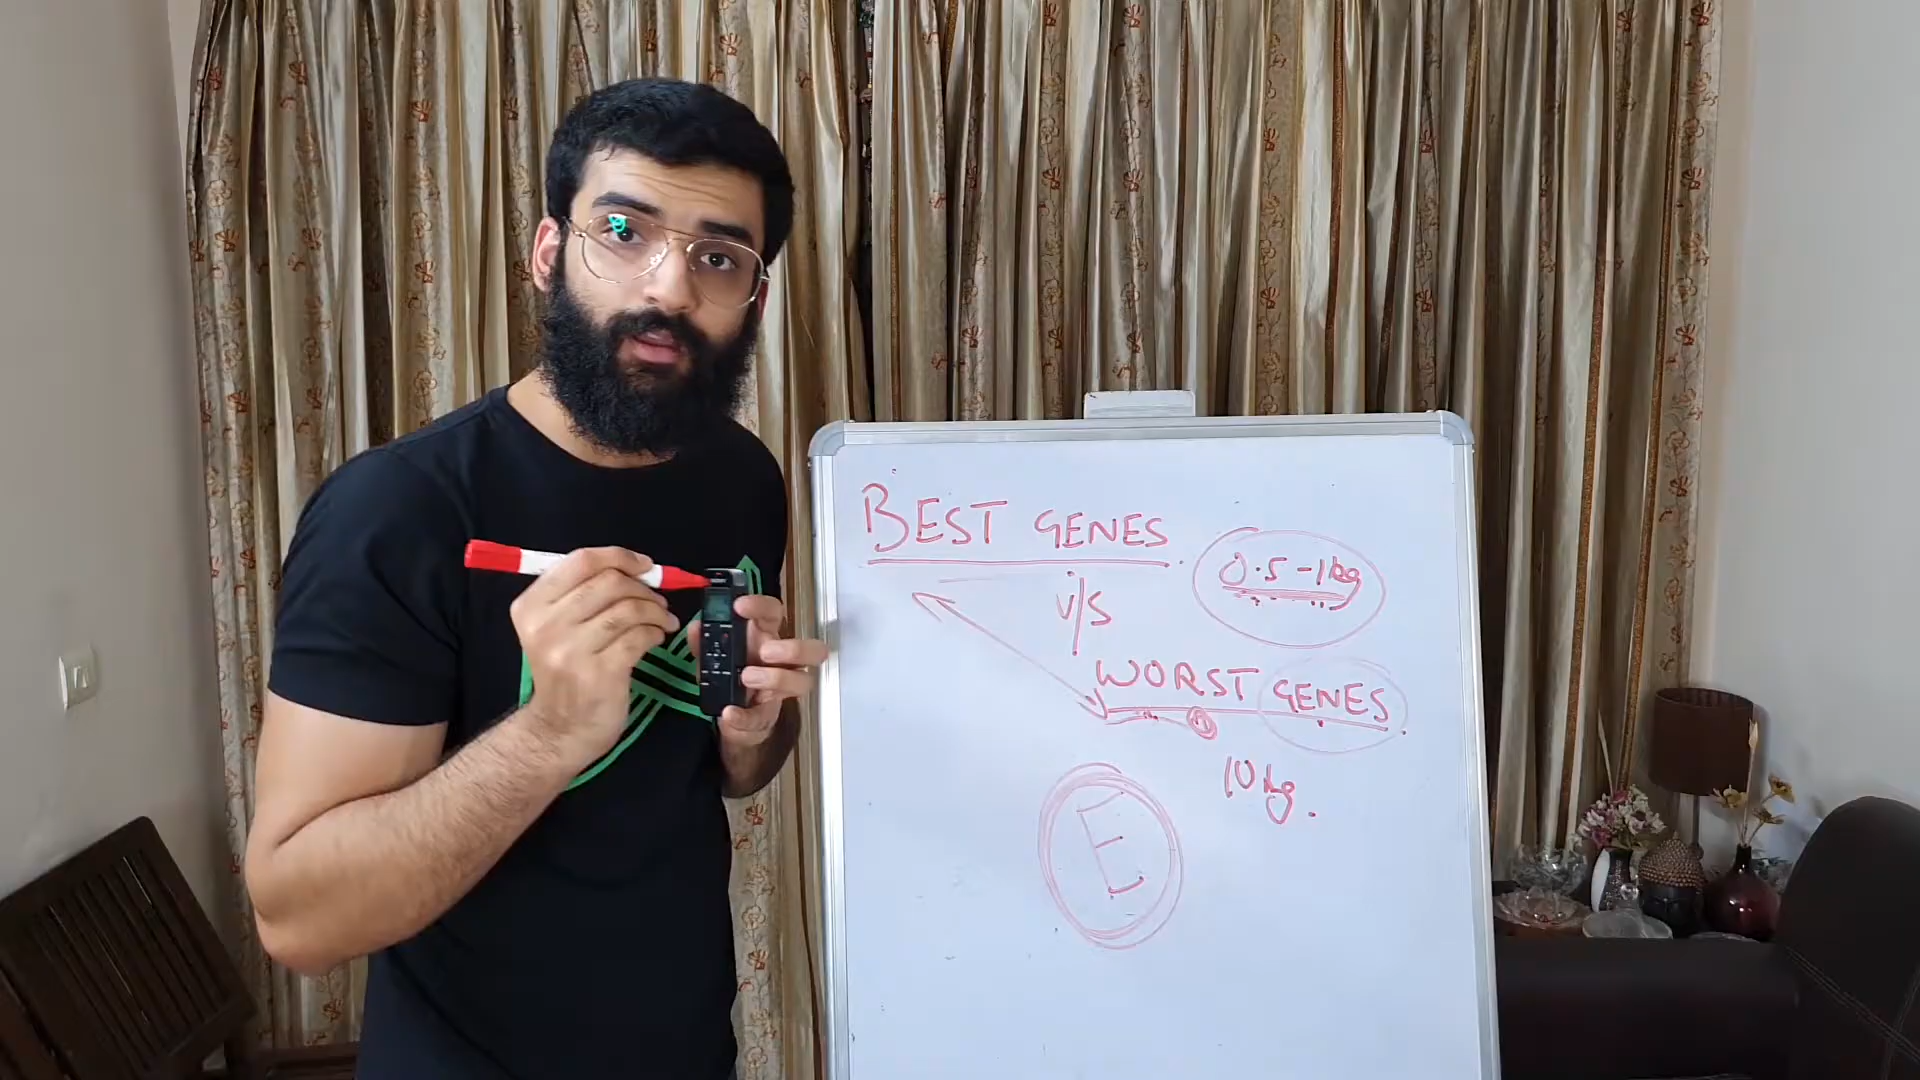 BEST GENES
0.5-1kg
V/S
WORST GENES
10kg.
E